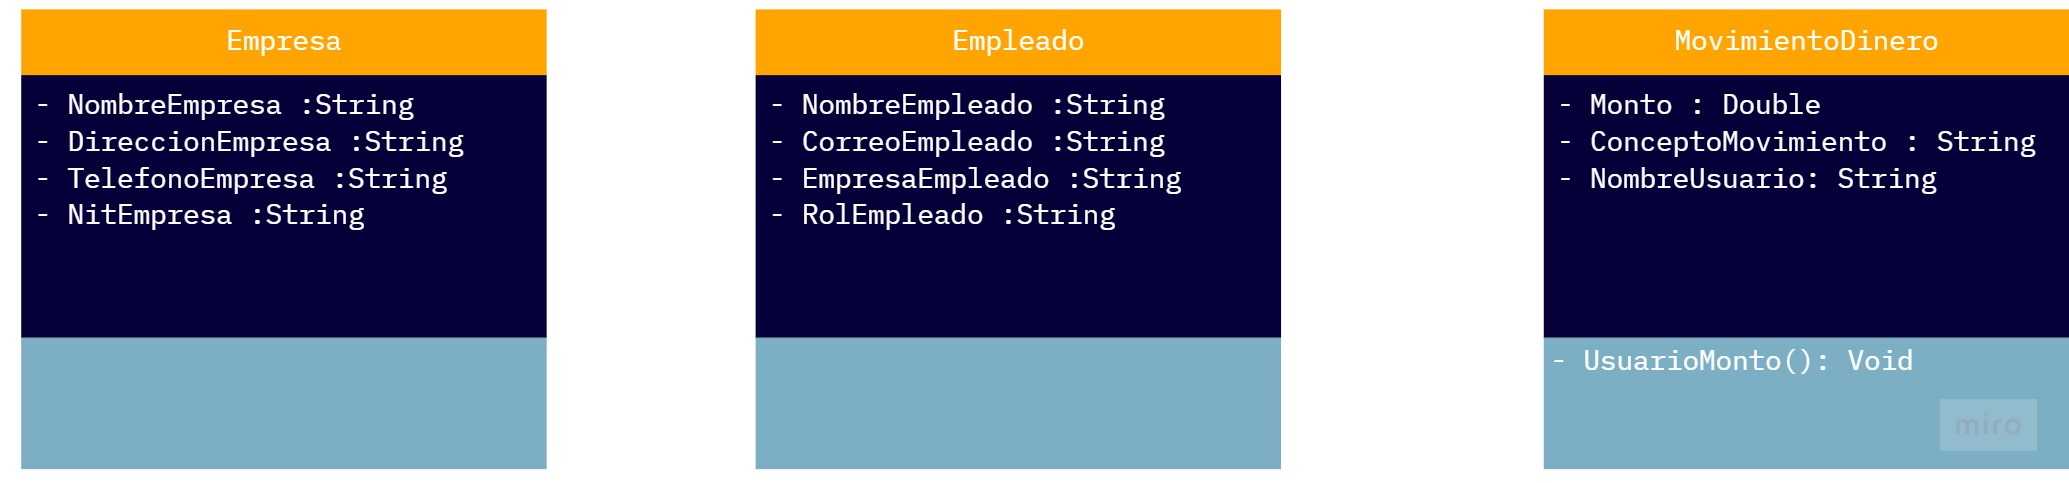 Empresa
- NombreEmpresa :String
- DireccionEmpresa :String
- TelefonoEmpresa :String
- NitEmpresa :String
Empleado
- NombreEmpleado :String
- CorreoEmpleado :String
- EmpresaEmpleado :String
- RolEmpleado :String
MovimientoDinero
- Monto : Double
- ConceptoMovimiento : String
- NombreUsuario: String
- UsuarioMonto(): Void
miro